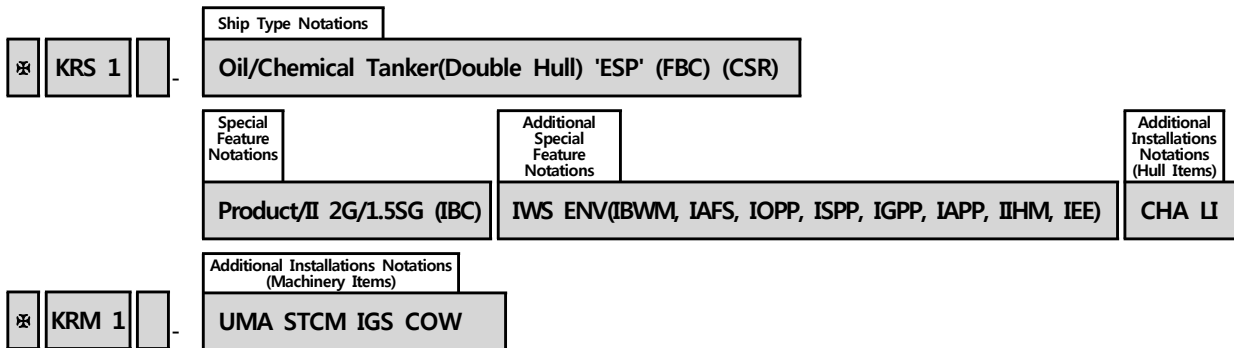 Ship Type Notations
✠ KRS 1 - Oil/Chemical Tanker(Double Hull) 'ESP' (FBC) (CSR)
Special
Feature
Notations
Additional
Special
Feature
Notations
Additional
Installations
Notations
(Hull Items)
Product/II 2G/1.5SG (IBC) IWS ENV(IBWM, IAFS, IOPP, ISPP, IGPP, IAPP, IIHM, IEE) CHA LI
Additional Installations Notations
(Machinery Items)
✠ KRM 1 - UMA STCM IGS COW